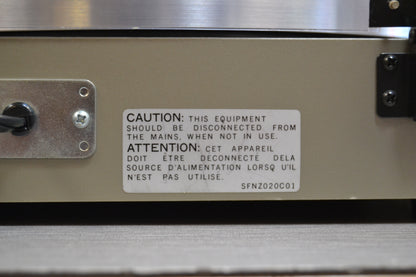 CAUTION: THIS EQUIPMENT
SHOULD BE DISCONNECTED FROM
THE MAINS, WHEN NOT IN USE.
ATTENTION: CET APPAREIL
DOIT ÊTRE DECONNECTE DELA
SOURCE D'ALIMENTATION LORSQ U'IL
N'EST PAS UTILISE.
SFNZ020C01